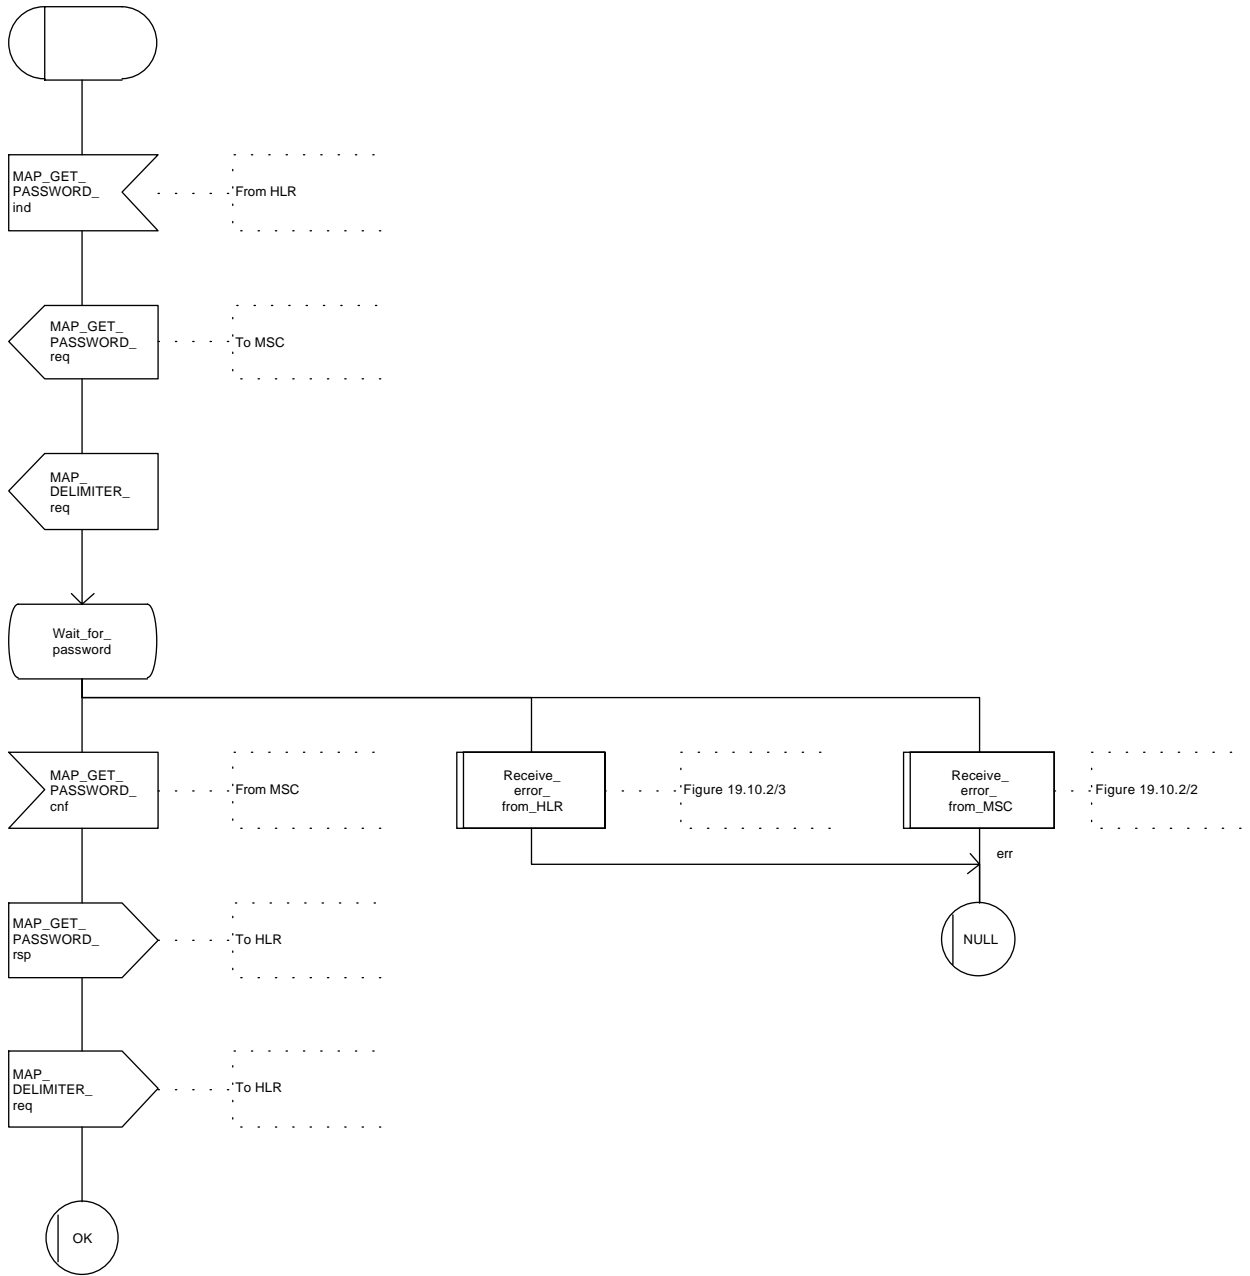 MAP_GET_
PASSWORD_
ind
From HLR
MAP_GET_
PASSWORD_
req
To MSC
MAP_
DELIMITER_
req
Wait_for_
password
MAP_GET_
PASSWORD_
cnf
From MSC
Receive_
error_
from_HLR
Figure 19.10.2/3
Receive_
error_
from_MSC
Figure 19.10.2/2
err
MAP_GET_
PASSWORD_
rsp
To HLR
NULL
MAP_
DELIMITER_
req
To HLR
OK